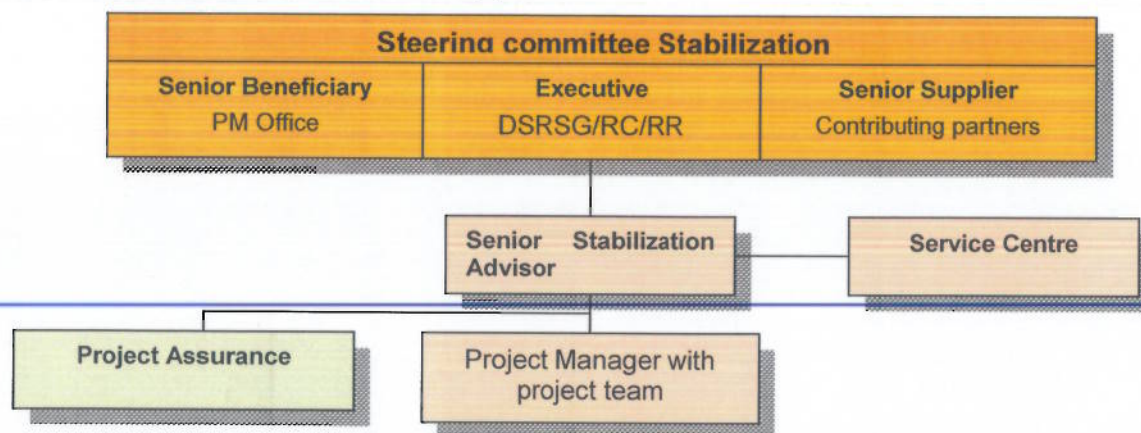 Steering committee Stabilization
Senior Beneficiary
PM Office
Executive
DSRSG/RC/RR
Senior Supplier
Contributing partners
Senior Stabilization
Advisor
Service Centre
Project Assurance
Project Manager with
project team